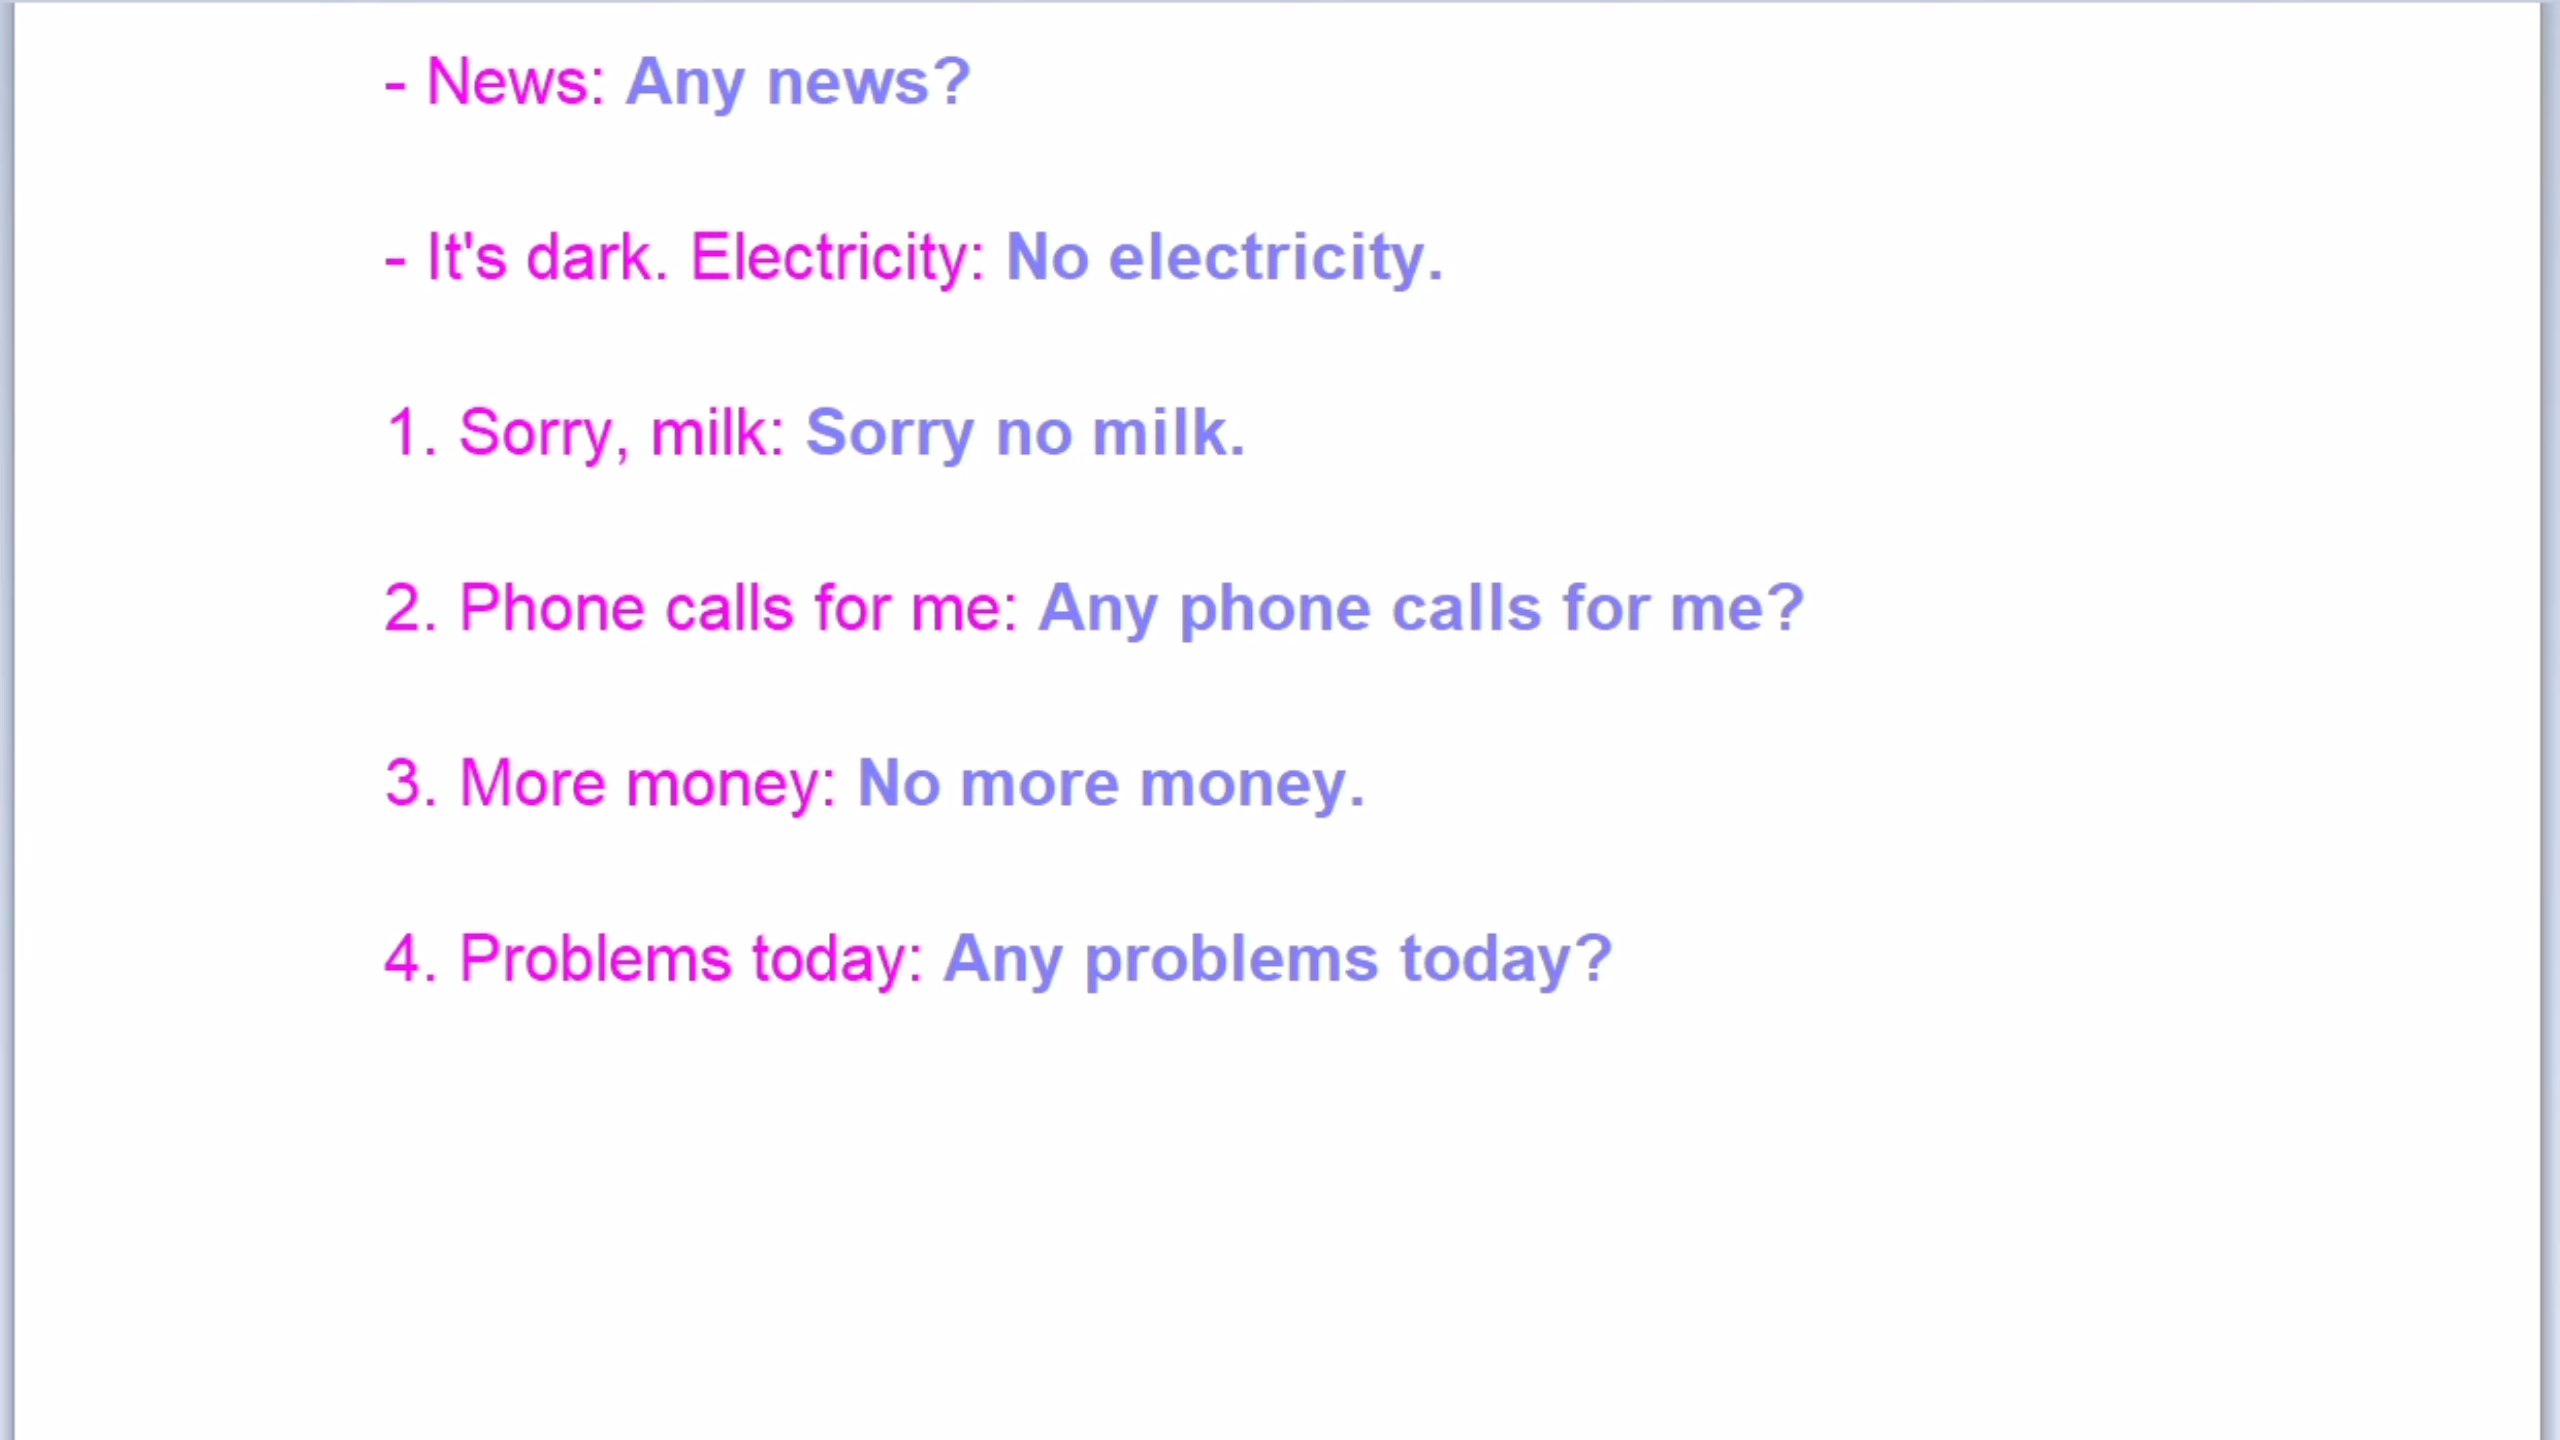 - News: Any news?
- It's dark. Electricity: No electricity.
1. Sorry, milk: Sorry no milk.
2. Phone calls for me: Any phone calls for me?
3. More money: No more money.
4. Problems today: Any problems today?